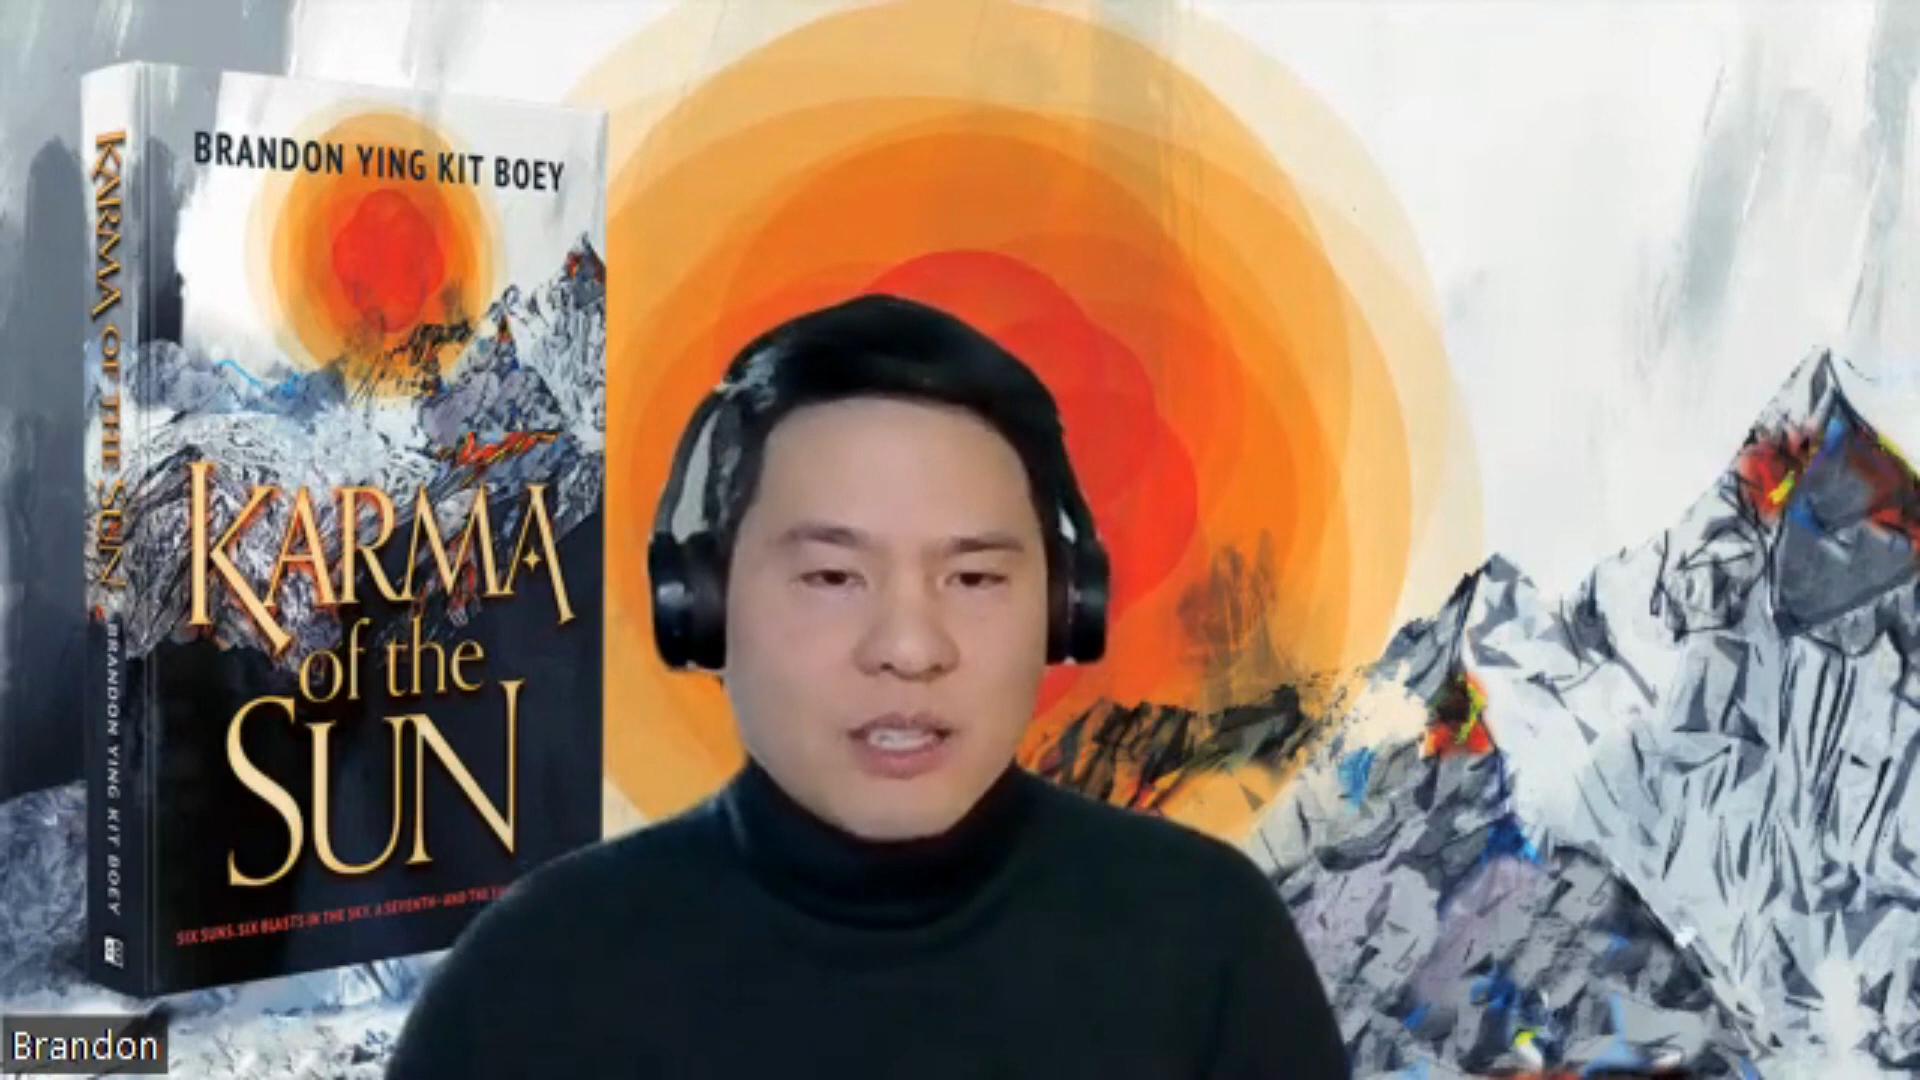 BRANDON YING KIT BOEY
KARMA
of the
SUN
SIX SUNS. SIX BLASTS IN THE SKY. A SEVENTH—AND THE
KARMA OF THE SUN BRANDON YING KIT BOEY
Brandon